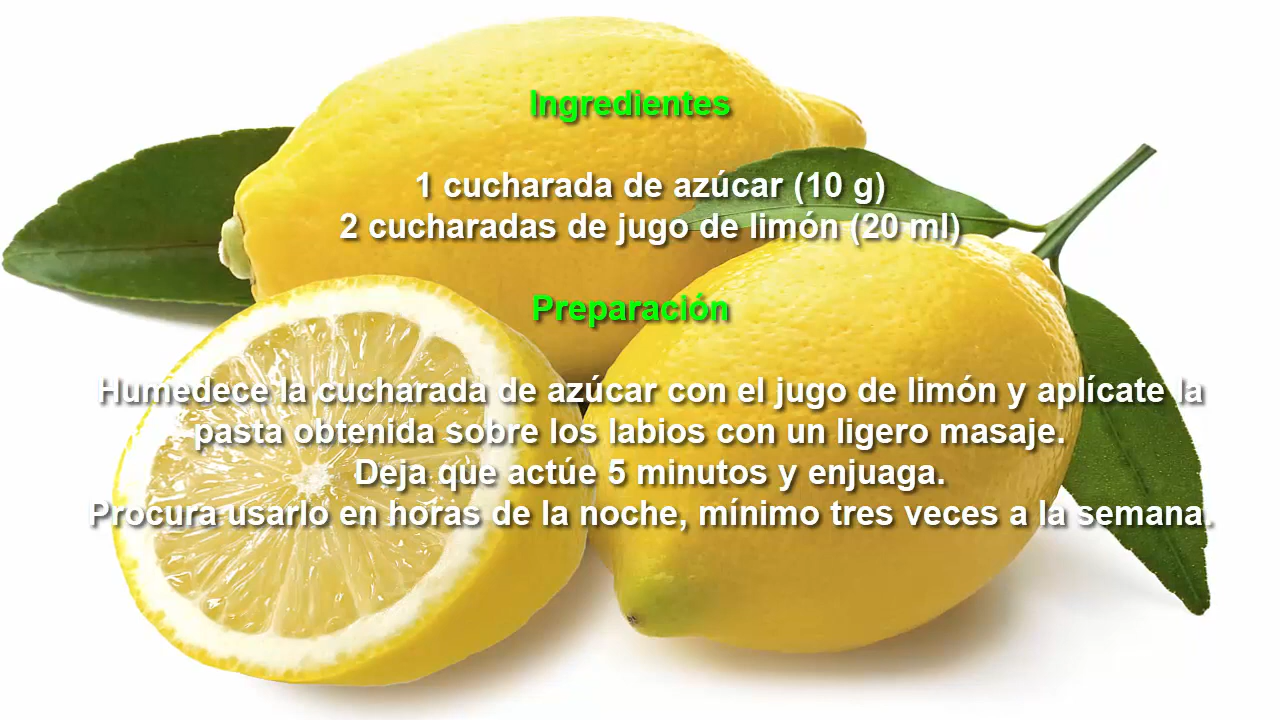 Ingredientes
1 cucharada de azúcar (10 g)
2 cucharadas de jugo de limón (20 ml)
Preparación
Humedece la cucharada de azúcar con el jugo de limón y aplícate la
pasta obtenida sobre los labios con un ligero masaje.
Deja que actúe 5 minutos y enjuaga.
Procura usarlo en horas de la noche, mínimo tres veces a la semana.